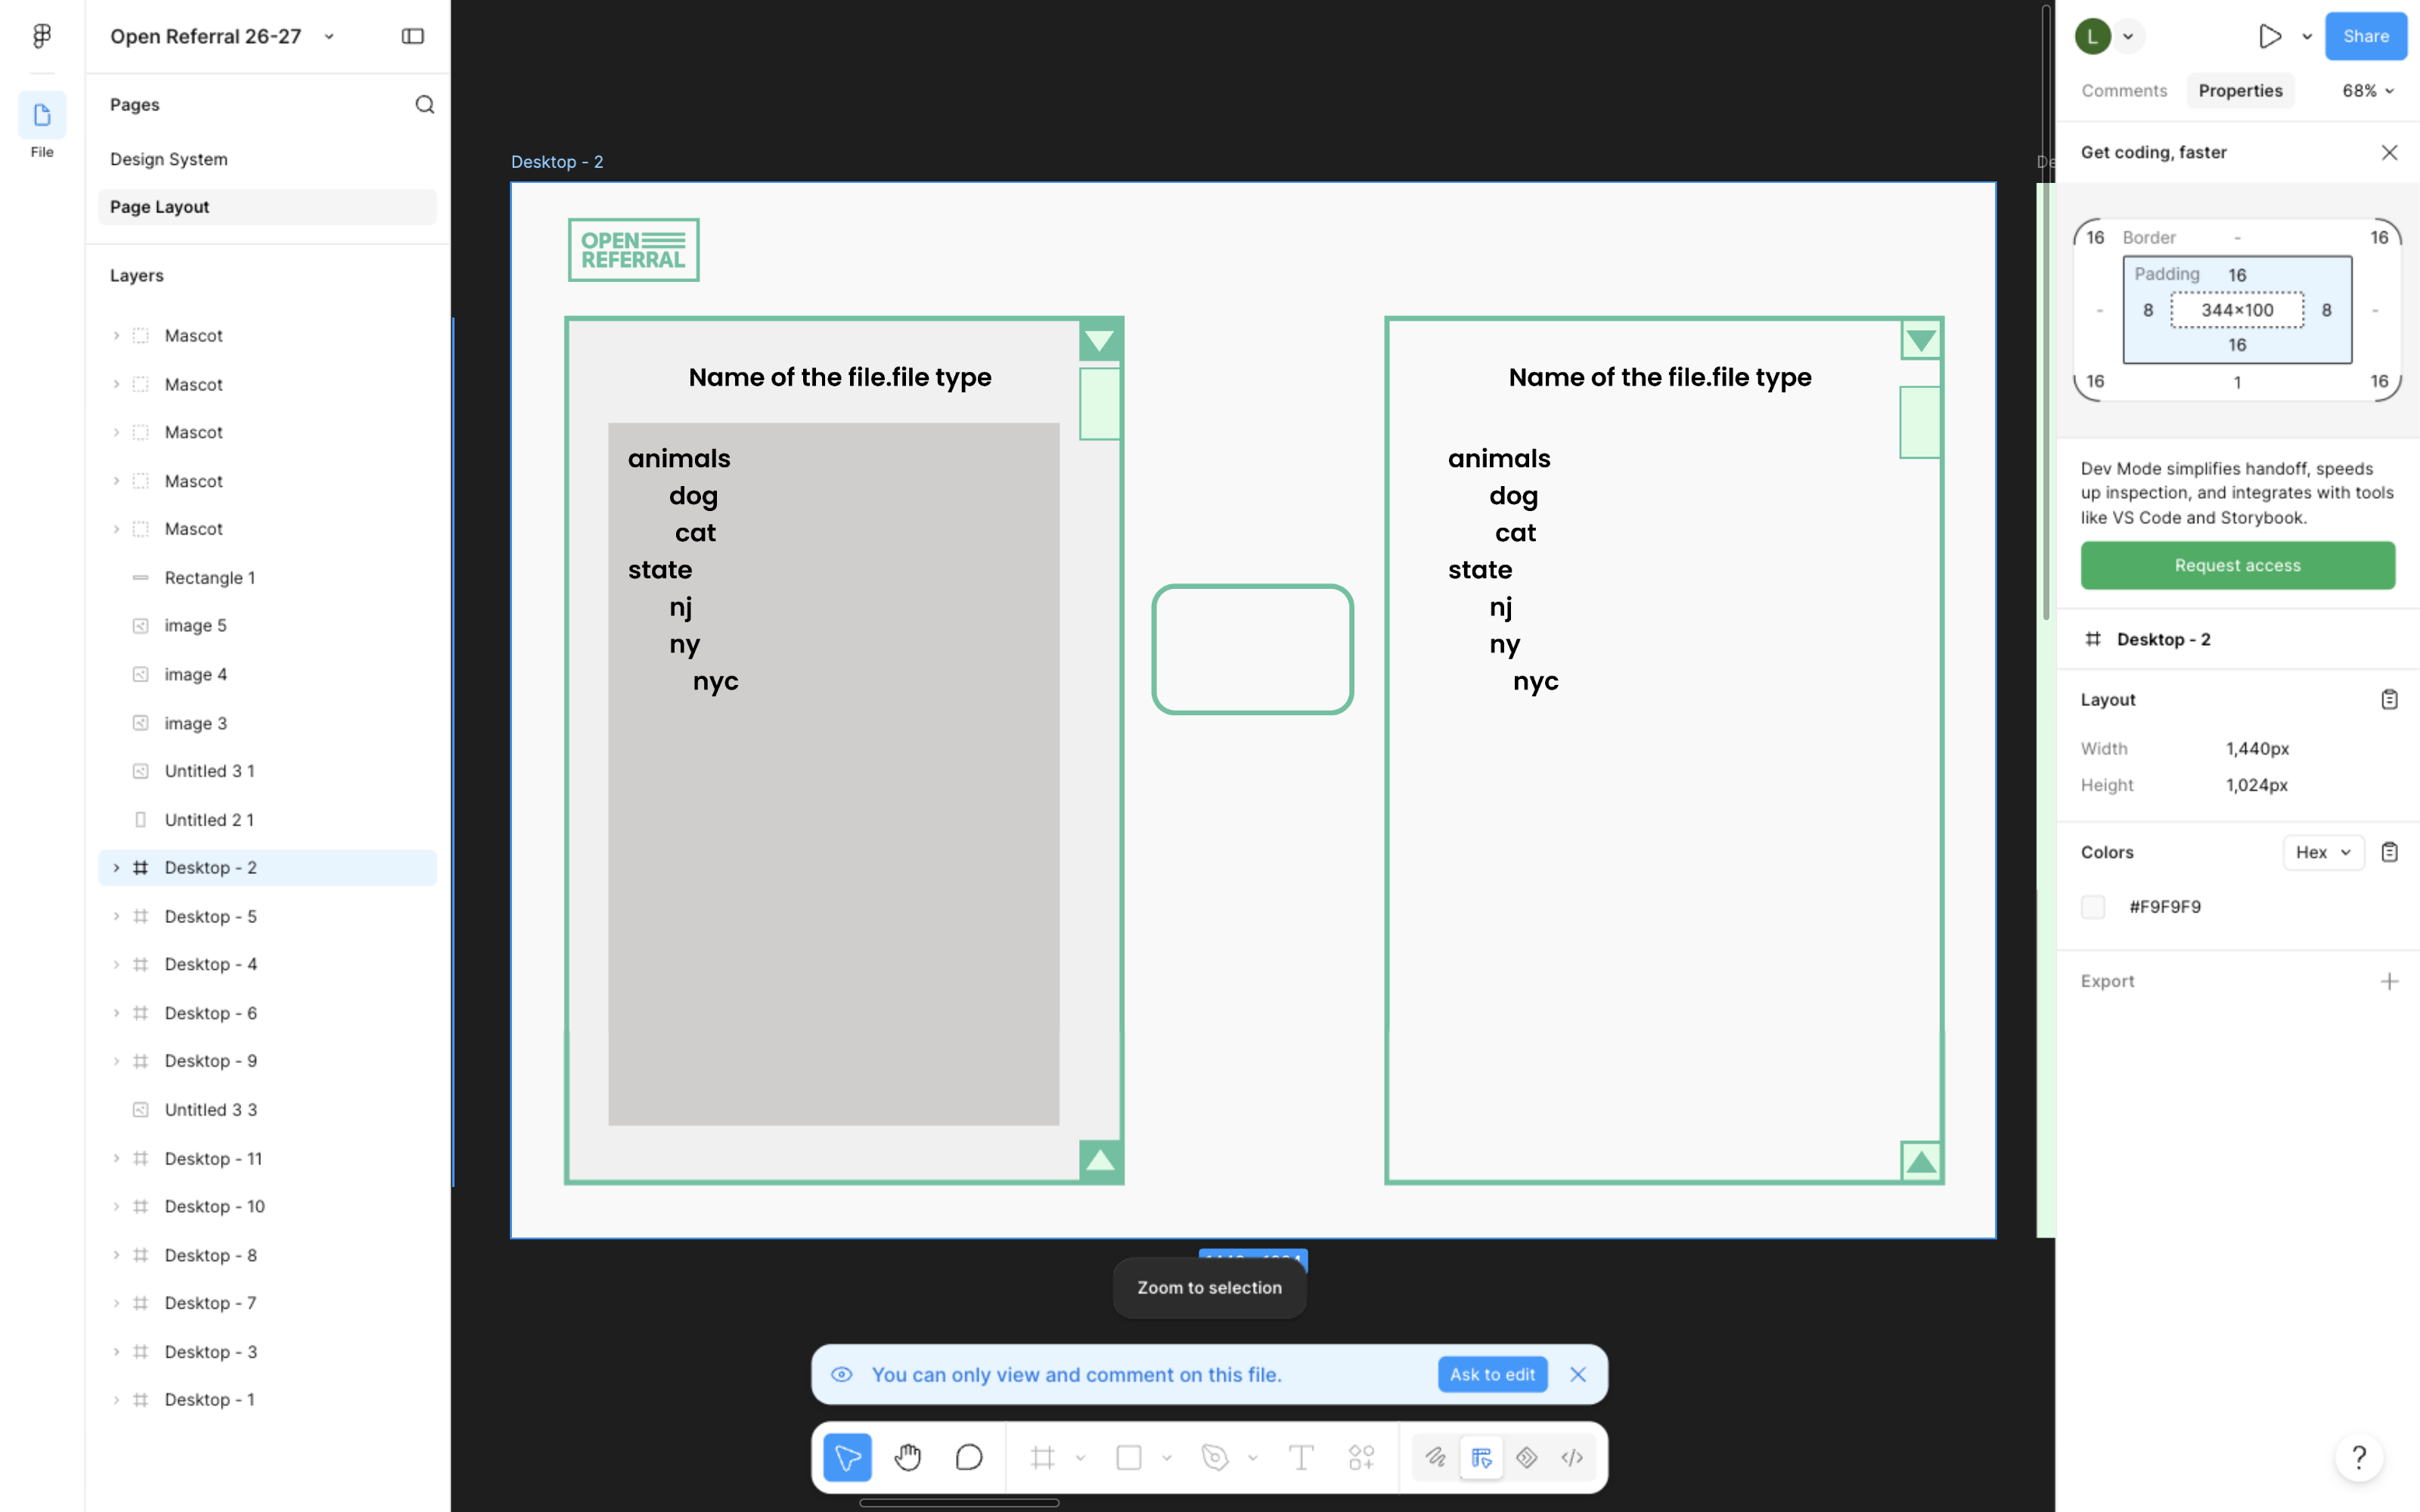 File
Open Referral 26-27
Pages
Design System
Page Layout
Layers
Mascot
Mascot
Mascot
Mascot
Mascot
Rectangle 1
image 5
image 4
image 3
Untitled 3 1
Untitled 2 1
Desktop - 2
Desktop - 5
Desktop - 4
Desktop - 6
Desktop - 9
Untitled 3 3
Desktop - 11
Desktop - 10
Desktop - 8
Desktop - 7
Desktop - 3
Desktop - 1
Desktop - 2
OPEN
REFERRAL
Name of the file.file type
animals
dog
cat
state
nj
ny
nyc
Name of the file.file type
animals
dog
cat
state
nj
ny
nyc
Zoom to selection
You can only view and comment on this file.
Ask to edit
L
Share
Comments
Properties
68%
Get coding, faster
16
Border
-
16
Padding
16
-
8
344×100
8
-
16
16
1
16
Dev Mode simplifies handoff, speeds
up inspection, and integrates with tools
like VS Code and Storybook.
Request access
Desktop - 2
Layout
Width
1,440px
Height
1,024px
Colors
Hex
#F9F9F9
Export
?